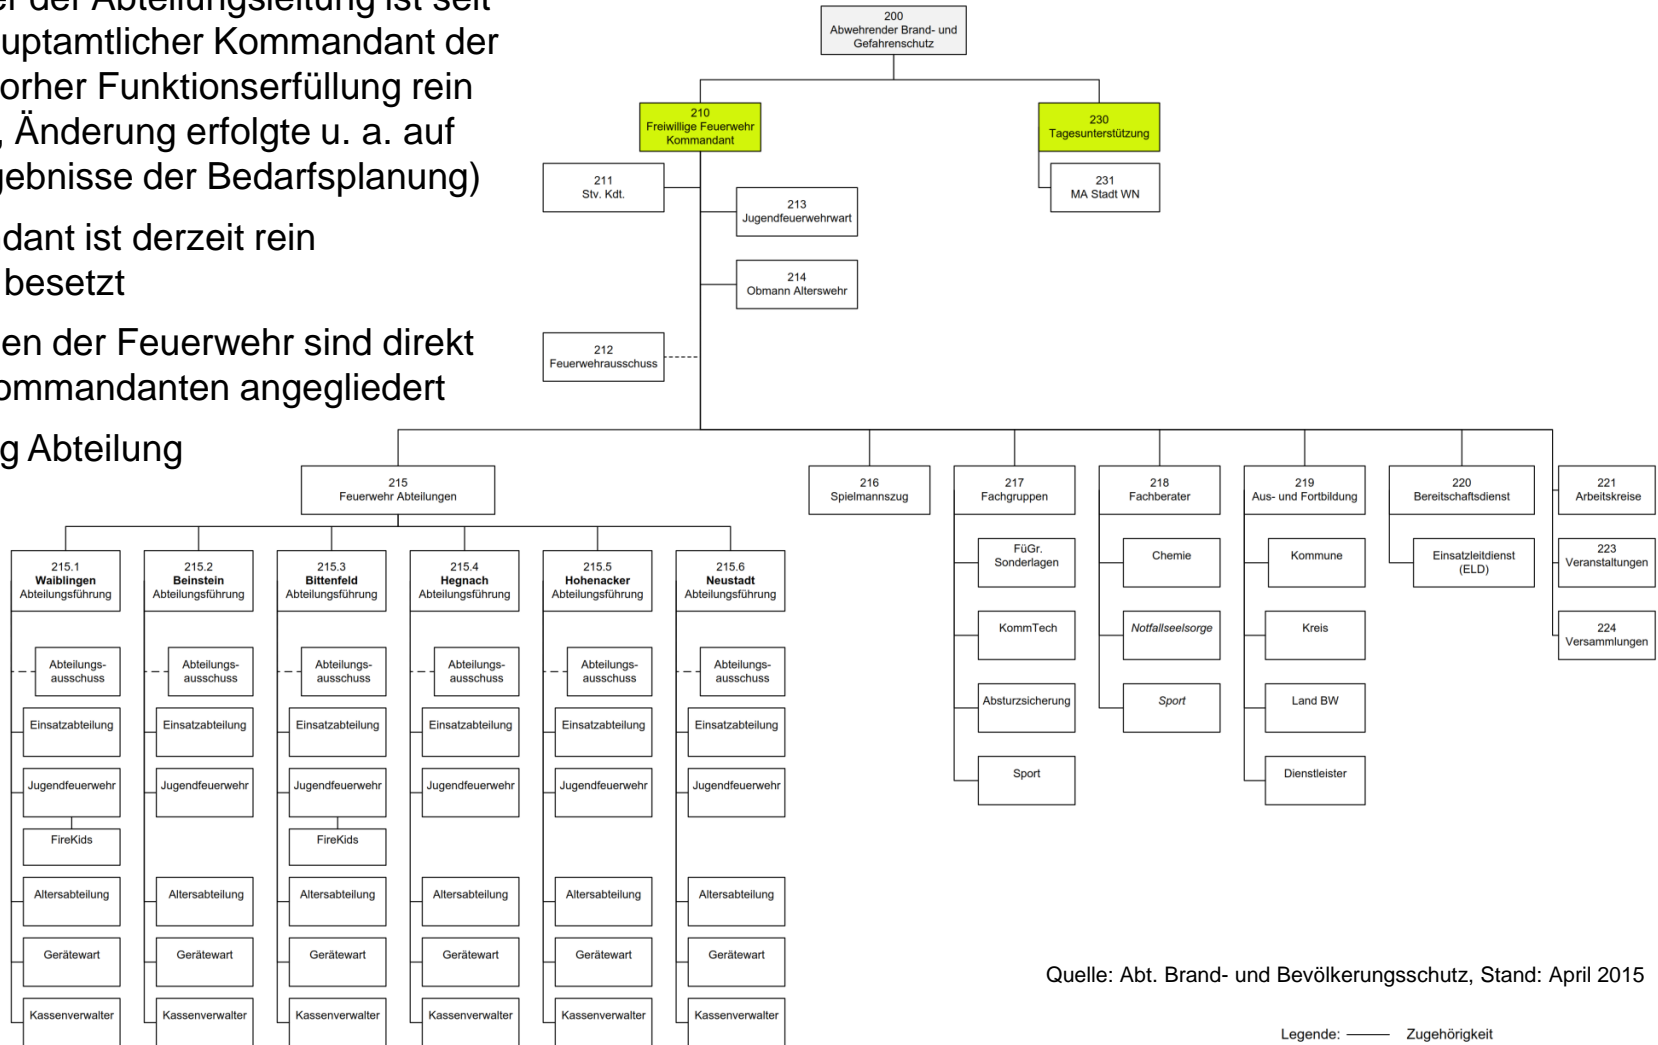 er der Abteilungsleitung ist seit
uptamtlicher Kommandant der
orher Funktionserfüllung rein
, Änderung erfolgte u. a. auf
gebnisse der Bedarfsplanung)
dant ist derzeit rein
besetzt
en der Feuerwehr sind direkt
ommandanten angegliedert
g Abteilung
200
Abwehrender Brand- und
Gefahrenschutz
210
Freiwillige Feuerwehr
Kommandant
230
Tagesunterstützung
211
Stv. Kdt.
231
MA Stadt WN
213
Jugendfeuerwehrwart
214
Obmann Alterswehr
212
Feuerwehrausschuss
215
Feuerwehr Abteilungen
216
Spielmannszug
217
Fachgruppen
218
Fachberater
219
Aus- und Fortbildung
220
Bereitschaftsdienst
221
Arbeitskreise
215.1
Waiblingen
Abteilungsführung
215.2
Beinstein
Abteilungsführung
215.3
Bittenfeld
Abteilungsführung
215.4
Hegnach
Abteilungsführung
215.5
Hohenacker
Abteilungsführung
215.6
Neustadt
Abteilungsführung
FüGr.
Sonderlagen
Chemie
Kommune
Einsatzleitdienst
(ELD)
223
Veranstaltungen
KommTech
Notfallseelsorge
Kreis
224
Versammlungen
Abteilungs-
ausschuss
Abteilungs-
ausschuss
Abteilungs-
ausschuss
Abteilungs-
ausschuss
Abteilungs-
ausschuss
Abteilungs-
ausschuss
Absturzsicherung
Sport
Land BW
Einsatzabteilung
Einsatzabteilung
Einsatzabteilung
Einsatzabteilung
Einsatzabteilung
Einsatzabteilung
Sport
Dienstleister
Jugendfeuerwehr
Jugendfeuerwehr
Jugendfeuerwehr
Jugendfeuerwehr
Jugendfeuerwehr
Jugendfeuerwehr
FireKids
FireKids
Altersabteilung
Altersabteilung
Altersabteilung
Altersabteilung
Altersabteilung
Altersabteilung
Gerätewart
Gerätewart
Gerätewart
Gerätewart
Gerätewart
Gerätewart
Kassenverwalter
Kassenverwalter
Kassenverwalter
Kassenverwalter
Kassenverwalter
Kassenverwalter
Quelle: Abt. Brand- und Bevölkerungsschutz, Stand: April 2015
Legende: Zugehörigkeit